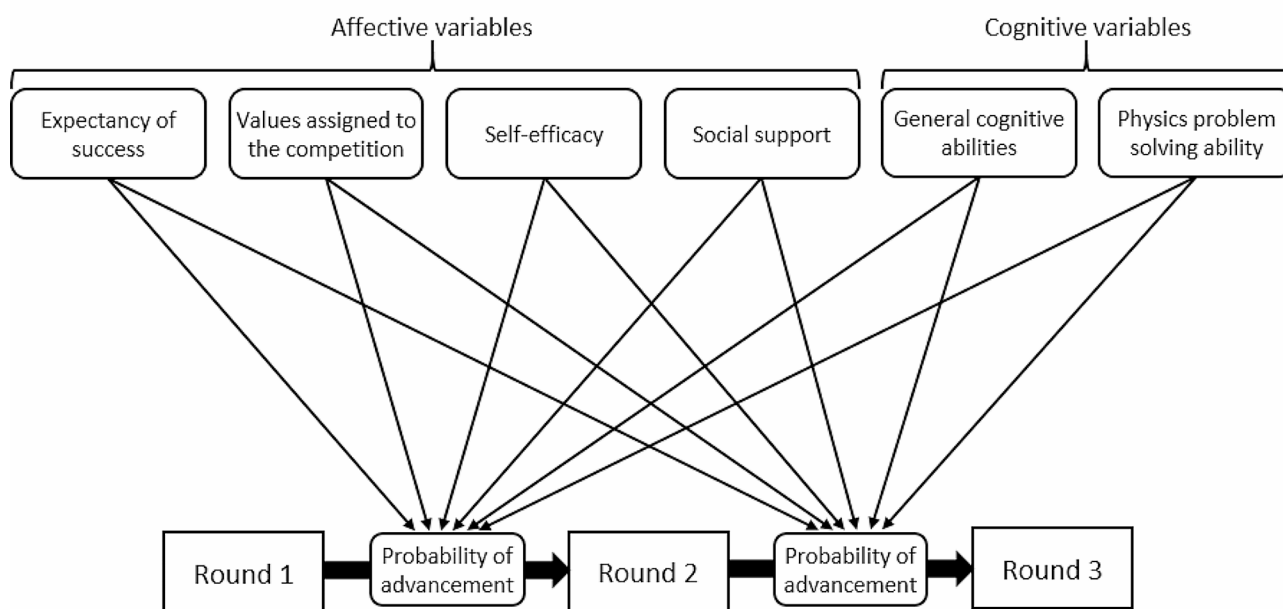 Affective variables
Cognitive variables
Expectancy of
success
Values assigned to
the competition
Self-efficacy
Social support
General cognitive
abilities
Physics problem
solving ability
Round 1
Probability of
advancement
Round 2
Probability of
advancement
Round 3